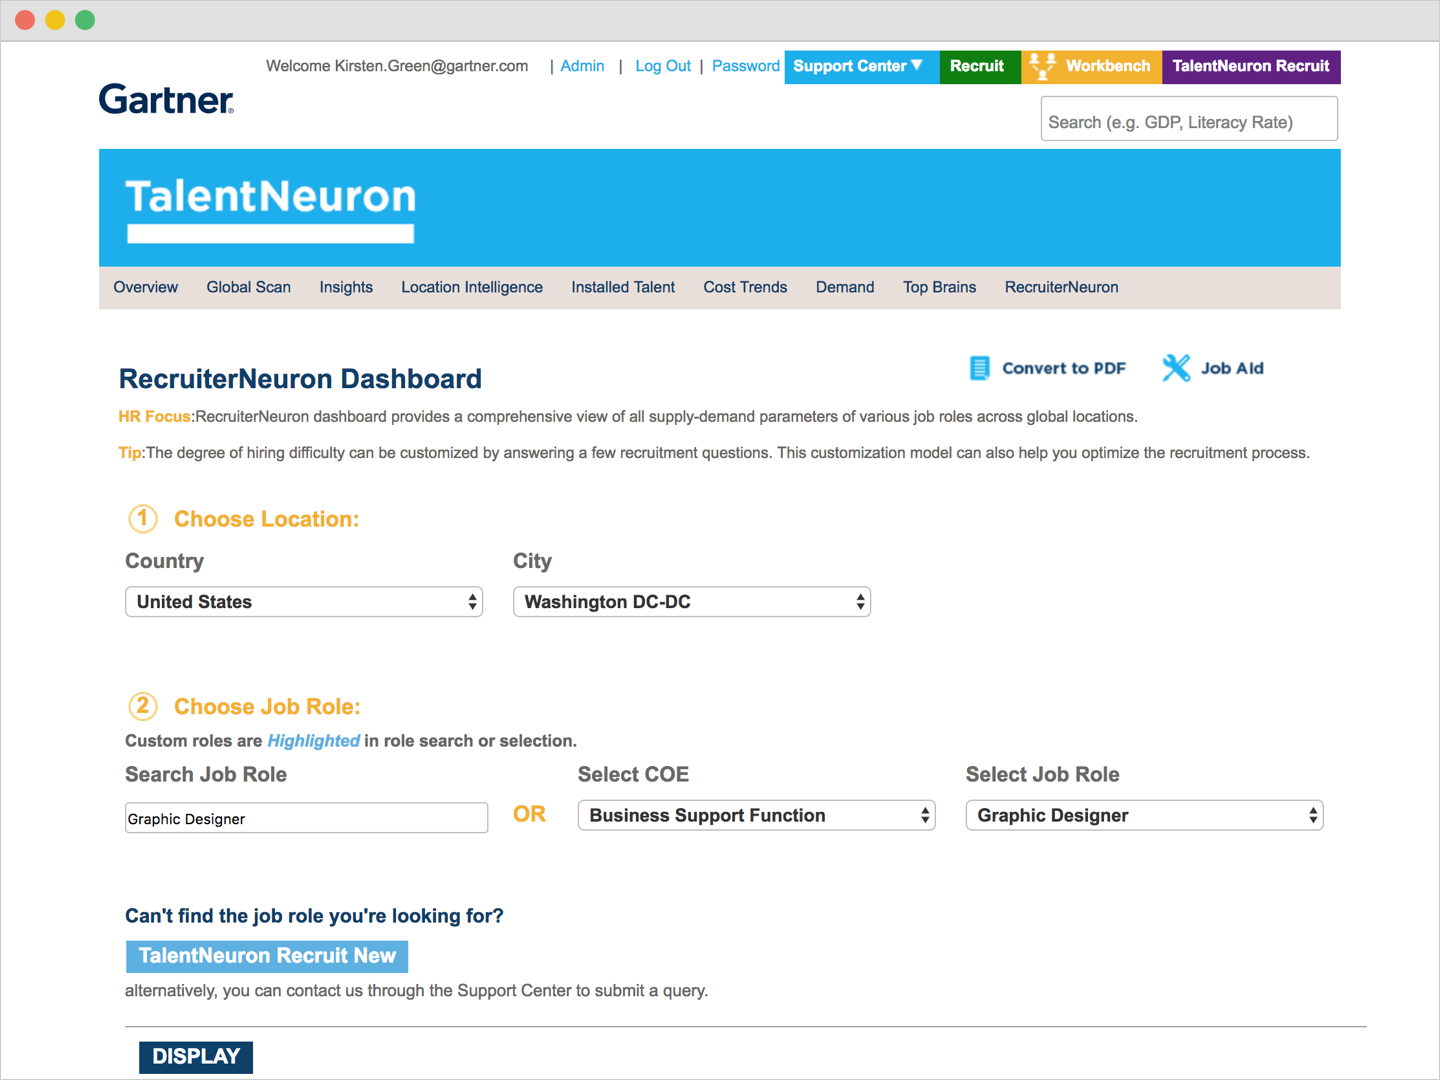 Welcome Kirsten.Green@gartner.com | Admin | Log Out | Password Support Center ▼ Recruit Workbench TalentNeuron Recruit
Gartner®
Search (e.g. GDP, Literacy Rate)
TalentNeuron
Overview Global Scan Insights Location Intelligence Installed Talent Cost Trends Demand Top Brains RecruiterNeuron
RecruiterNeuron Dashboard
Convert to PDF Job Aid
HR Focus:RecruiterNeuron dashboard provides a comprehensive view of all supply-demand parameters of various job roles across global locations.
Tip:The degree of hiring difficulty can be customized by answering a few recruitment questions. This customization model can also help you optimize the recruitment process.
1 Choose Location:
Country City
United States Washington DC-DC
2 Choose Job Role:
Custom roles are Highlighted in role search or selection.
Search Job Role Select COE Select Job Role
Graphic Designer OR Business Support Function Graphic Designer
Can't find the job role you're looking for?
TalentNeuron Recruit New
alternatively, you can contact us through the Support Center to submit a query.
DISPLAY